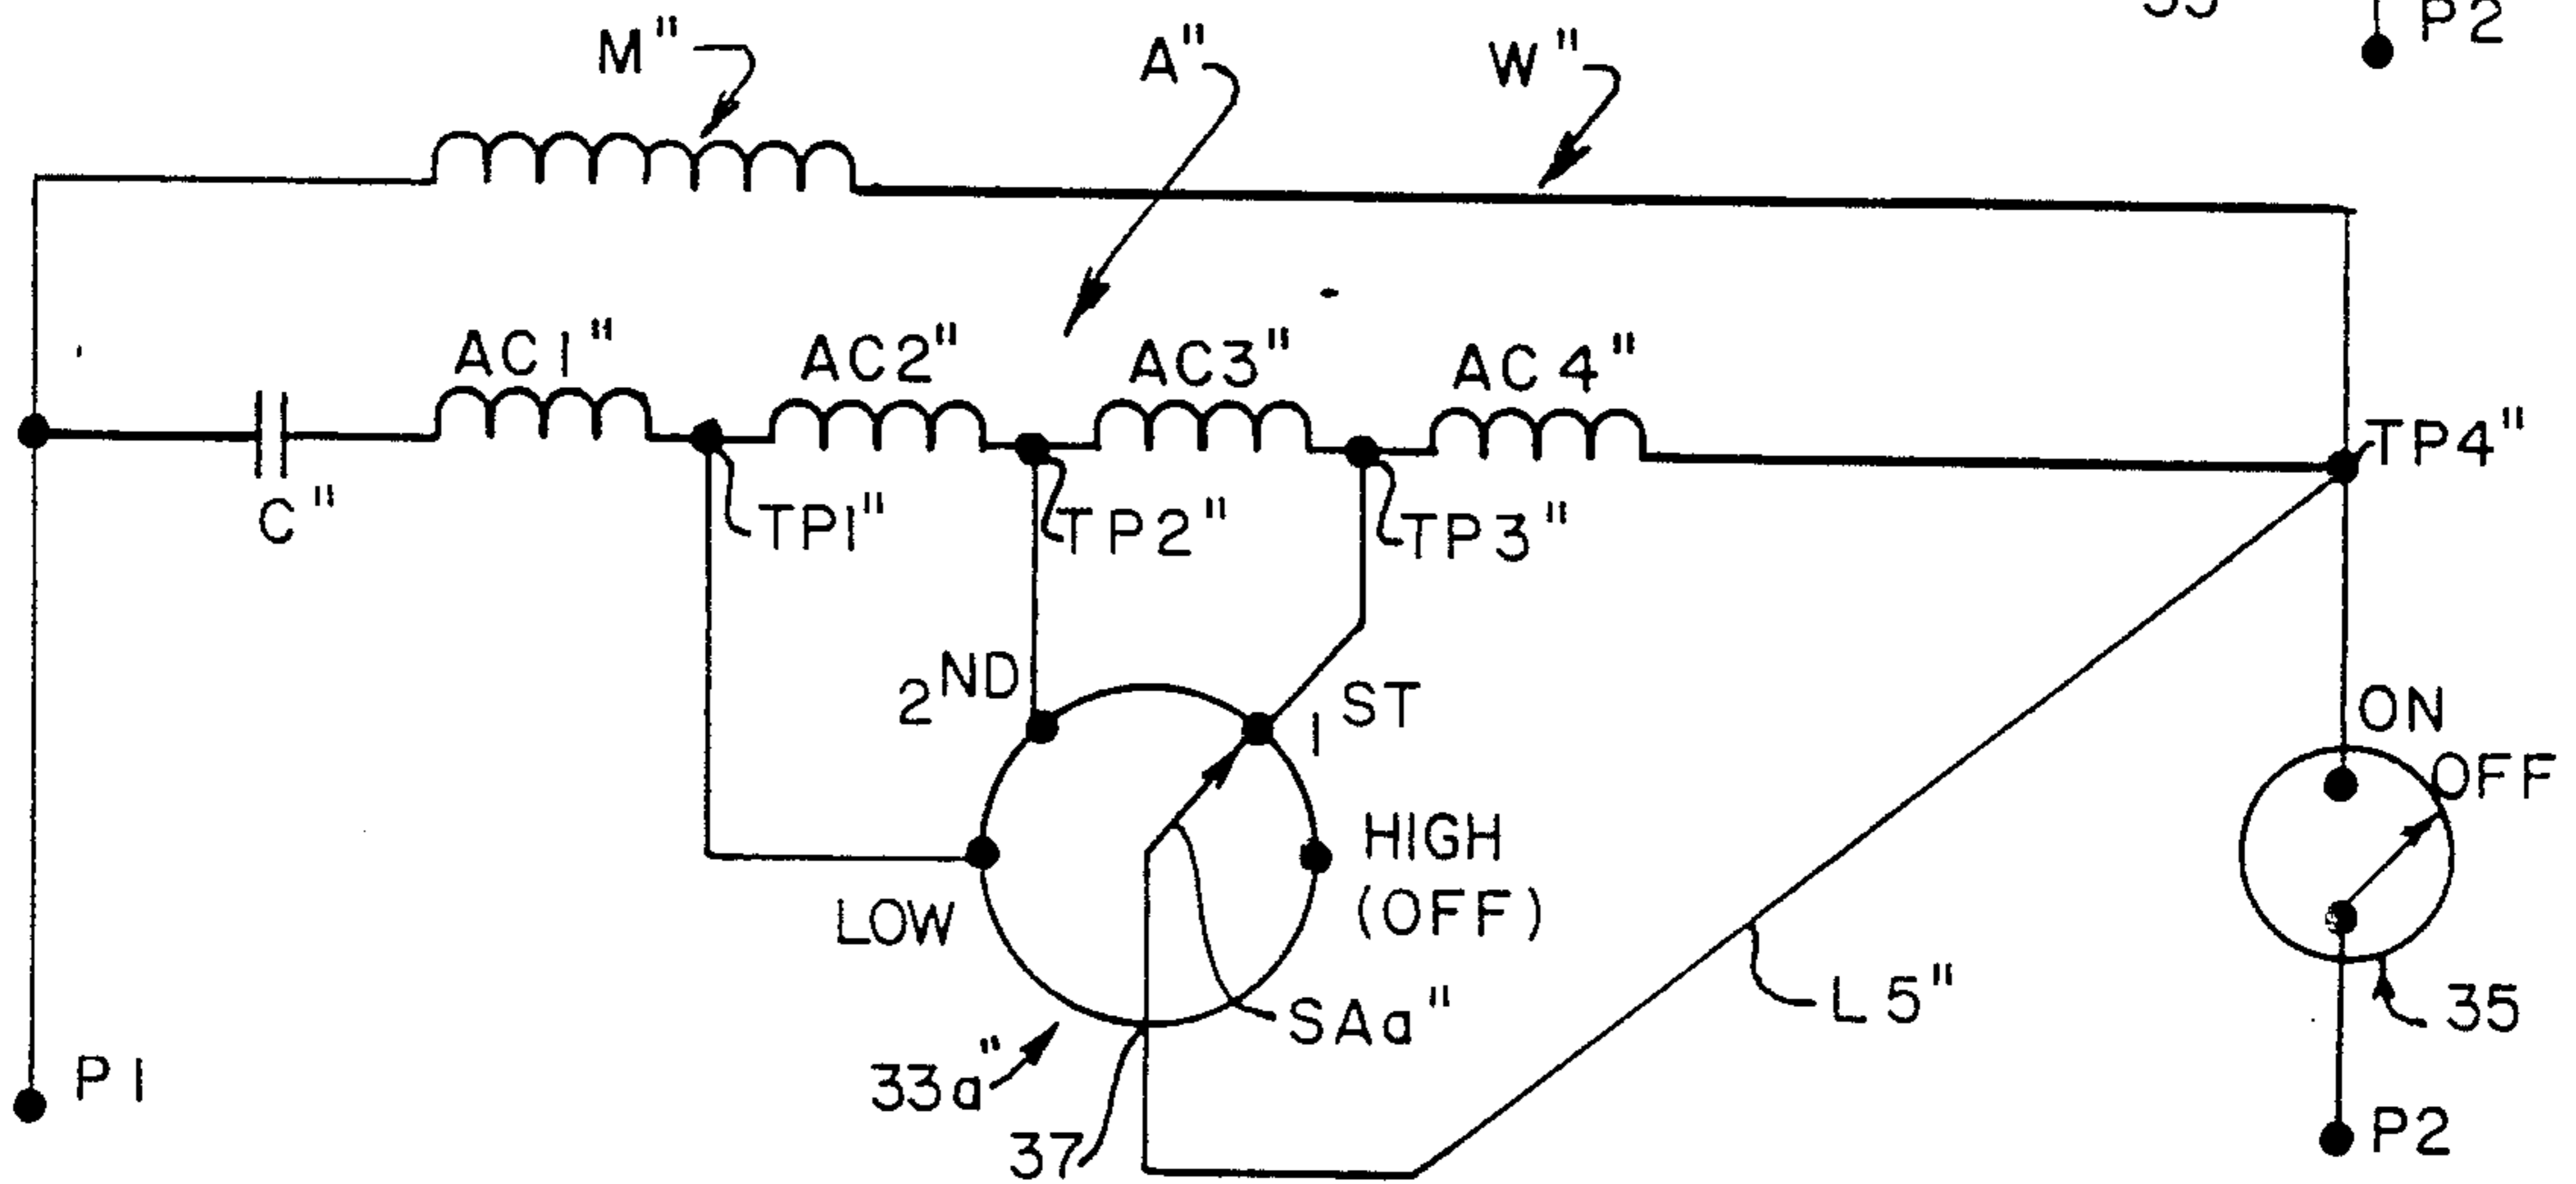 35
P2
M"
A"
W"
AC1"
AC2"
AC3"
AC4"
TP4"
C"
TP1"
TP2"
TP3"
2ND
1ST
ON
OFF
HIGH
(OFF)
LOW
SAa"
L5"
35
33a"
37
P1
P2